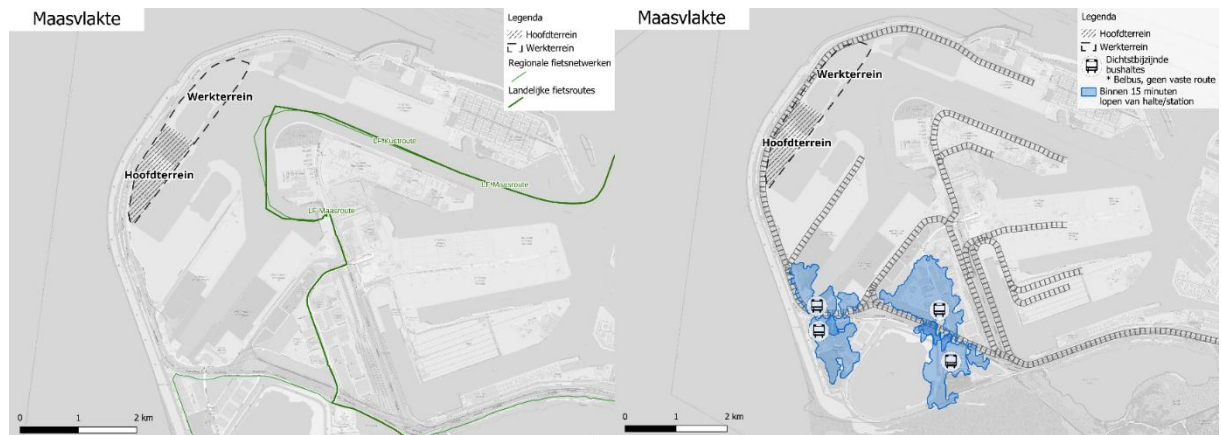 Maasvlakte
Legenda
Hoofdterrein
Werkterrein
Regionale fietsnetwerken
Landelijke fietsroutes
Werkterrein
Hoofdterrein
LF Kustroute
LF Maasroute
LF Maasroute
0 1 2 km
Maasvlakte
Legenda
Hoofdterrein
Werkterrein
Dichtstbijzijnde
bushaltes
* Belbus, geen vaste route
Binnen 15 minuten
lopen van halte/station
Werkterrein
Hoofdterrein
0 1 2 km